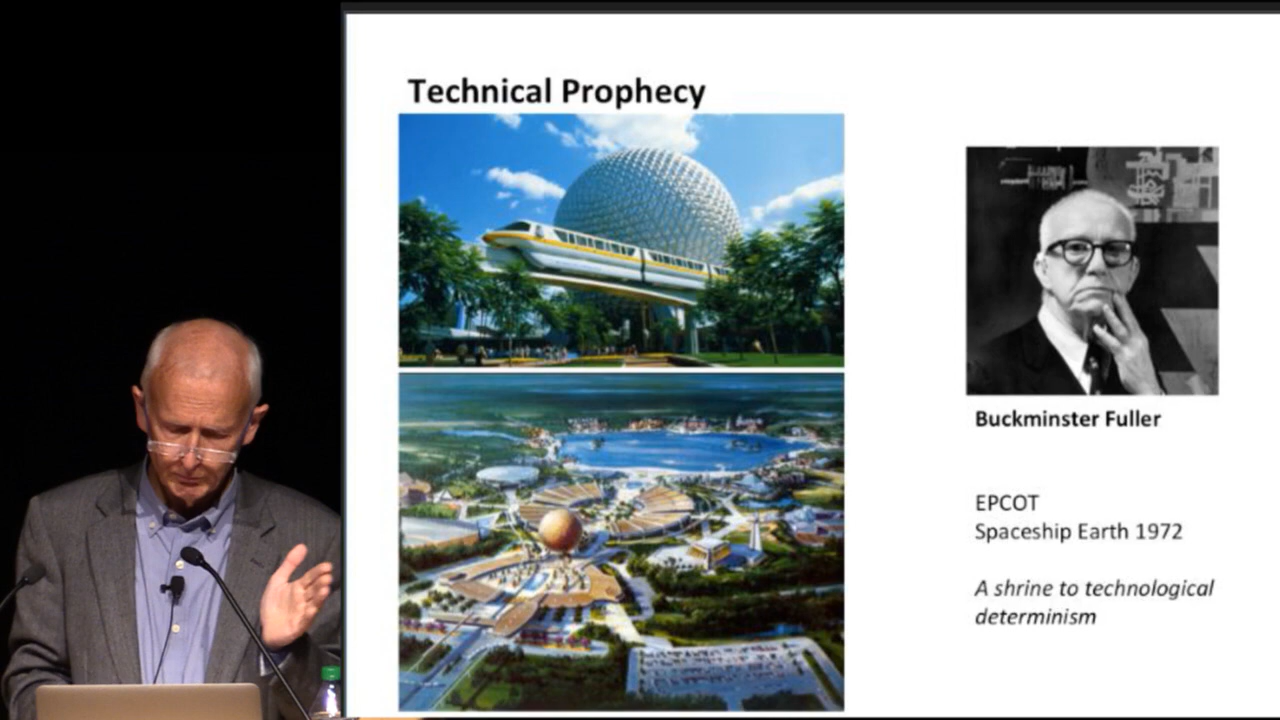 Technical Prophecy
Buckminster Fuller
EPCOT
Spaceship Earth 1972
A shrine to technological
determinism